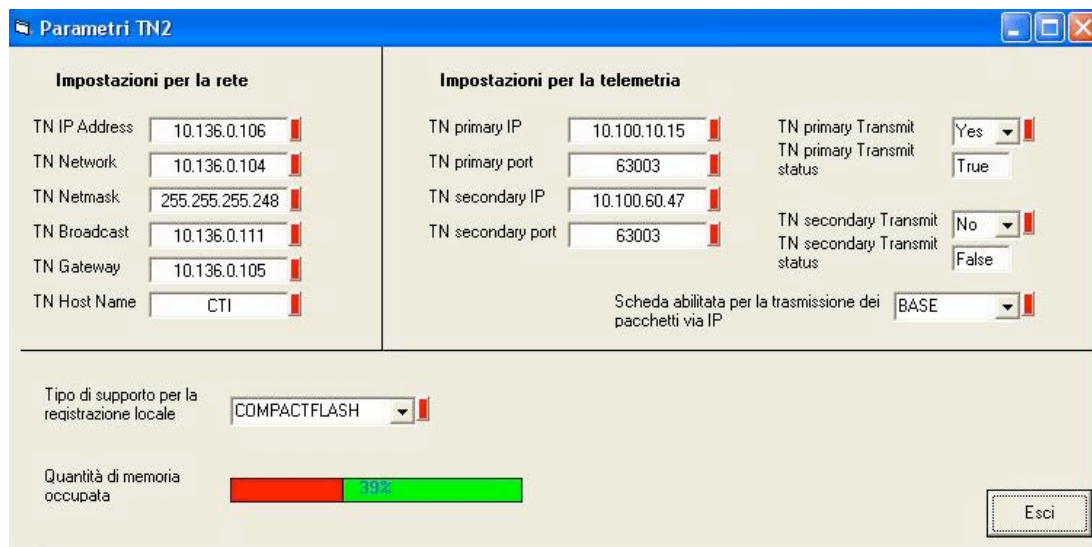 Parametri TN2
Impostazioni per la rete
TN IP Address 10.136.0.106
TN Network 10.136.0.104
TN Netmask 255.255.255.248
TN Broadcast 10.136.0.111
TN Gateway 10.136.0.105
TN Host Name CTI
Impostazioni per la telemetria
TN primary IP 10.100.10.15
TN primary port 63003
TN secondary IP 10.100.60.47
TN secondary port 63003
TN primary Transmit Yes
TN primary Transmit
status True
TN secondary Transmit No
TN secondary Transmit
status False
Scheda abilitata per la trasmissione dei
pacchetti via IP BASE
Tipo di supporto per la
registrazione locale COMPACTFLASH
Quantità di memoria
occupata 39%
Esci